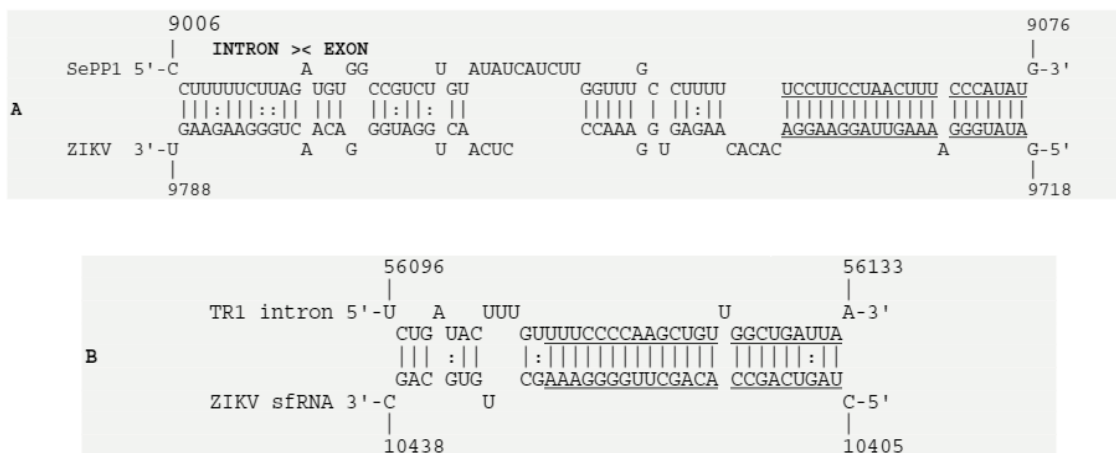 9006 9076
| INTRON >< EXON |
SePP1 5'-C A GG U AUAUCAUCUU G G-3'
CUUUUUCUUAG UGU CCGUCU GU GGUUU C CUUUU UCCUUCCUAACUUU CCCAUAU
A |||:|||::|| ||| ||:||: || ||||| | ||:|| |||||||||||||| |||||||
GAAGAAGGGUC ACA GGUAGG CA CCAAA G GAGAA AGGAAGGAUUGAAA GGGUAUA
ZIKV 3'-U A G U ACUC G U CACAC A G-5'
| |
9788 9718
56096 56133
| |
TR1 intron 5'-U A UUU U A-3'
CUG UAC GUUUUCCCCAAGCUGU GGCUGAUUA
B ||| :|| |:|||||||||||||| ||||||:||
GAC GUG CGAAAGGGGUUCGACA CCGACUGAU
ZIKV sfRNA 3'-C U C-5'
| |
10438 10405